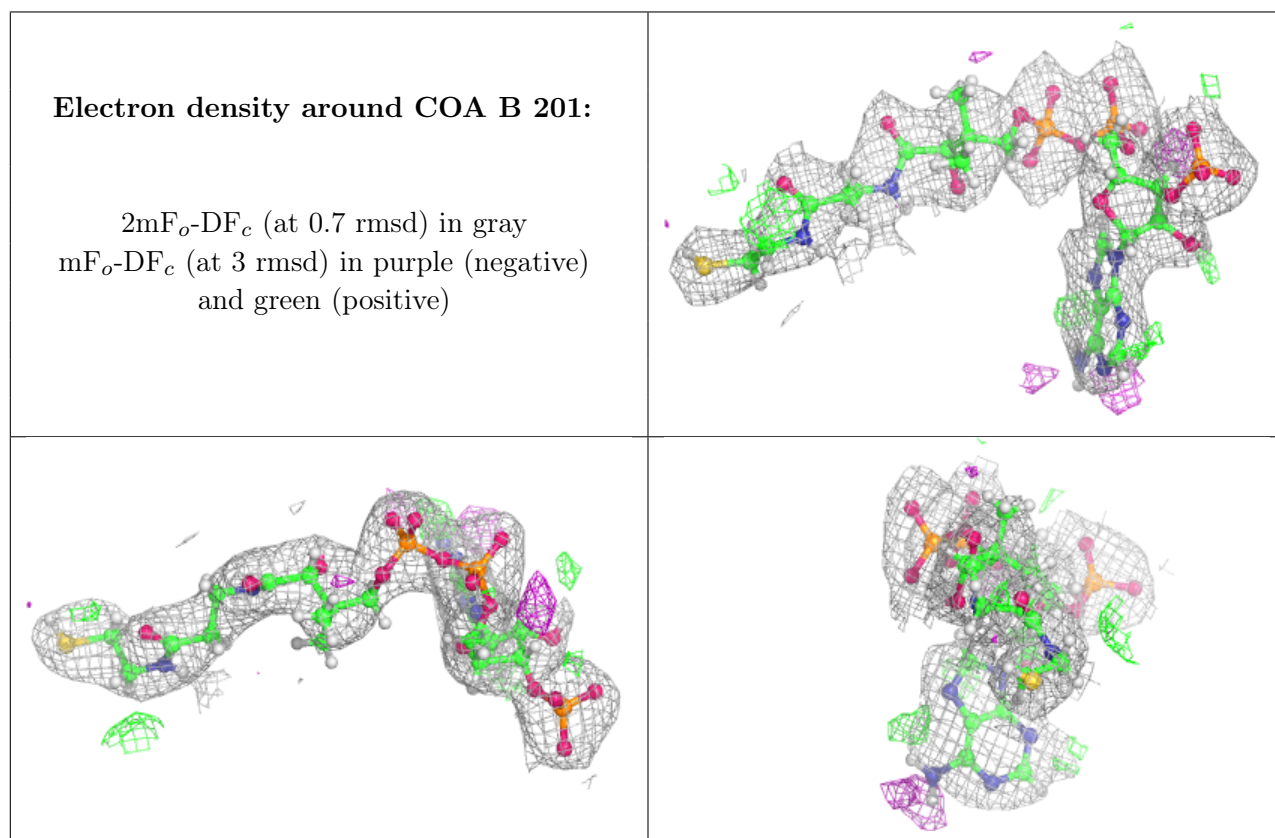 Electron density around COA B 201:
2mFo-DFc (at 0.7 rmsd) in gray
mFo-DFc (at 3 rmsd) in purple (negative)
and green (positive)